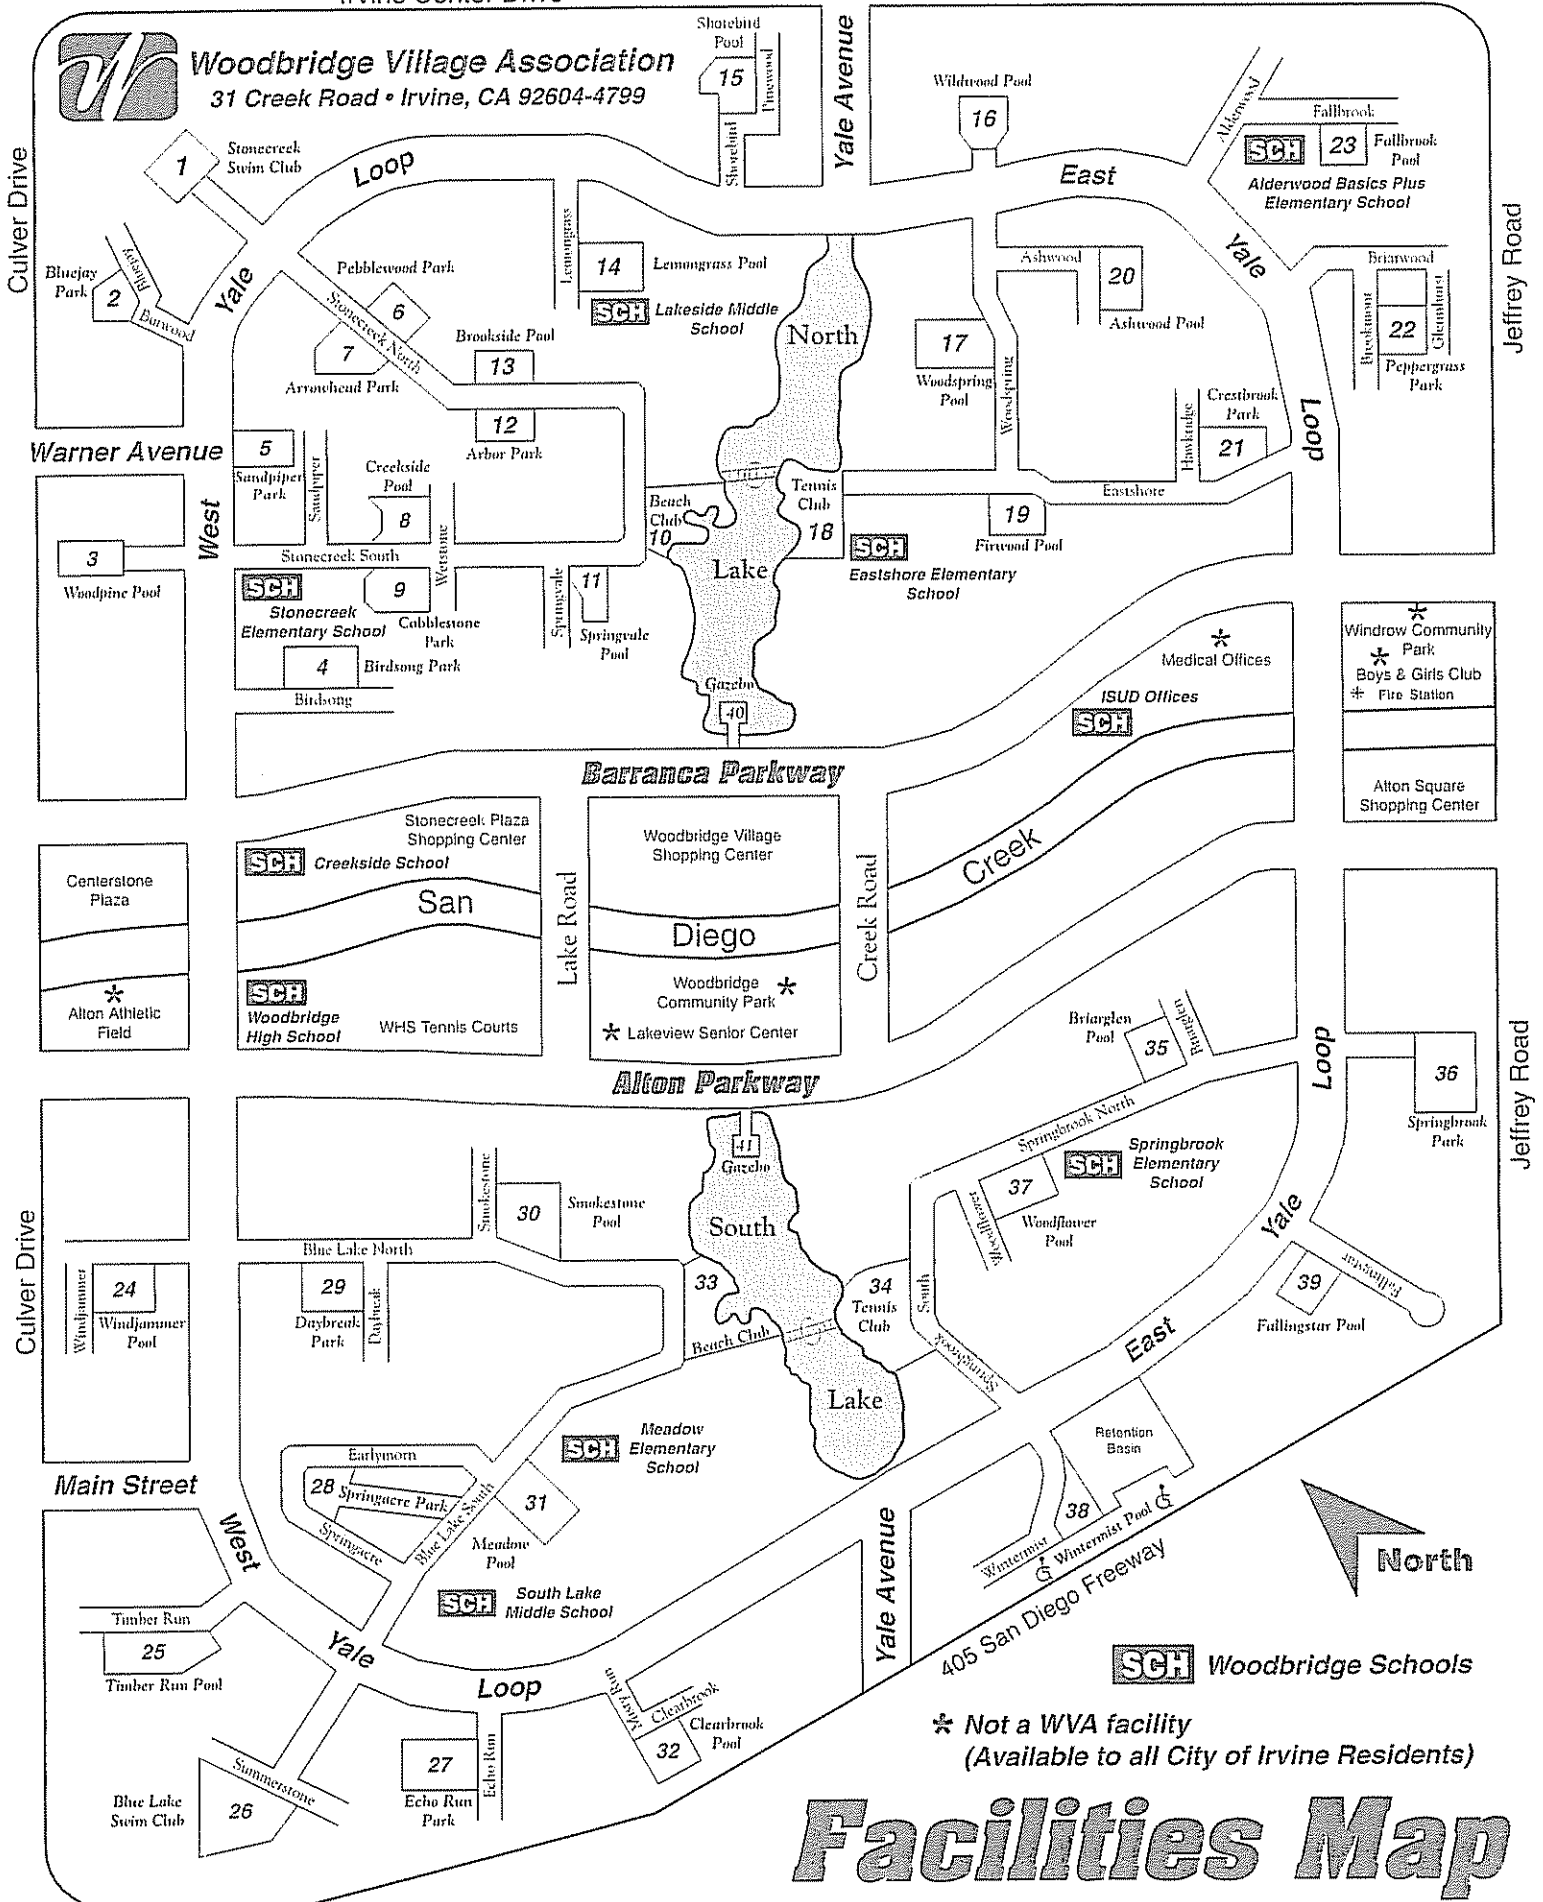 Irvine Center Drive
Woodbridge Village Association
31 Creek Road • Irvine, CA 92604-4799
Shorebird
Pool
15
Pinewood
Shorebird
Yale Avenue
Wildwood Pool
16
Alderwood
Fallbrook
SCH
23
Fallbrook
Pool
Alderwood Basics Plus
Elementary School
Culver Drive
1
Stonecreek
Swim Club
Loop
East
Jeffrey Road
Bluejay
Park
2
Bluejay
Burwood
Yale
Pebblewood Park
6
Stonecreek North
7
Arrowhead Park
Lemongrass
14
Lemongrass Pool
SCH
Lakeside Middle
School
Brookside Pool
13
12
Arbor Park
North
Ashwood
20
Ashwood Pool
17
Woodspring
Pool
Woodspring
Yale
Briarwood
Brookmont
22
Glenhurst
Peppergrass
Park
Loop
Crestbrook
Park
21
Hawkridge
Warner Avenue
5
Sandpiper
Park
Sandpiper
Creekside
Pool
8
Wetstone
West
Stonecreek South
Beach
Club
10
Tennis
Club
18
Eastshore
19
Firwood Pool
SCH
Eastshore Elementary
School
Lake
3
Woodpine Pool
SCH
Stonecreek
Elementary School
9
Cobblestone
Park
Springvale
11
Springvale
Pool
4
Birdsong Park
Birdsong
Gazebo
40
* Medical Offices
ISUD Offices
SCH
* Windrow Community
Park
* Boys & Girls Club
* Fire Station
Barranca Parkway
Alton Square
Shopping Center
Stonecreek Plaza
Shopping Center
SCH Creekside School
Woodbridge Village
Shopping Center
Centerstone
Plaza
San
Diego
Creek
Lake Road
Creek Road
* Alton Athletic
Field
SCH
Woodbridge
High School
WHS Tennis Courts
Woodbridge
Community Park *
* Lakeview Senior Center
Alton Parkway
Briarglen
Pool
35
Briarglen
Loop
36
Springbrook
Park
Jeffrey Road
41
Gazebo
Springbrook North
SCH
Springbrook
Elementary
School
37
Woodflower
Woodflower
Pool
Smokestone
30
Smokestone
Pool
South
Blue Lake North
Culver Drive
Windjammer
24
Windjammer
Pool
29
Daybreak
Park
Daybreak
33
Beach Club
34
Tennis
Club
South
Springbrook
Yale
Fallingstar
39
Fallingstar Pool
East
Lake
SCH
Meadow
Elementary
School
Retention
Basin
Earlymorn
28
Springacre Park
Springacre
Blue Lake South
31
Meadow
Pool
Main Street
West
38
Wintermist
Wintermist Pool
405 San Diego Freeway
North
SCH
South Lake
Middle School
Yale Avenue
Timber Run
25
Timber Run Pool
Yale
Loop
SCH Woodbridge Schools
Misty Run
Clearbrook
32
Clearbrook
Pool
* Not a WVA facility
(Available to all City of Irvine Residents)
27
Echo Run
Park
Echo Run
Summerstone
26
Blue Lake
Swim Club
Facilities Map